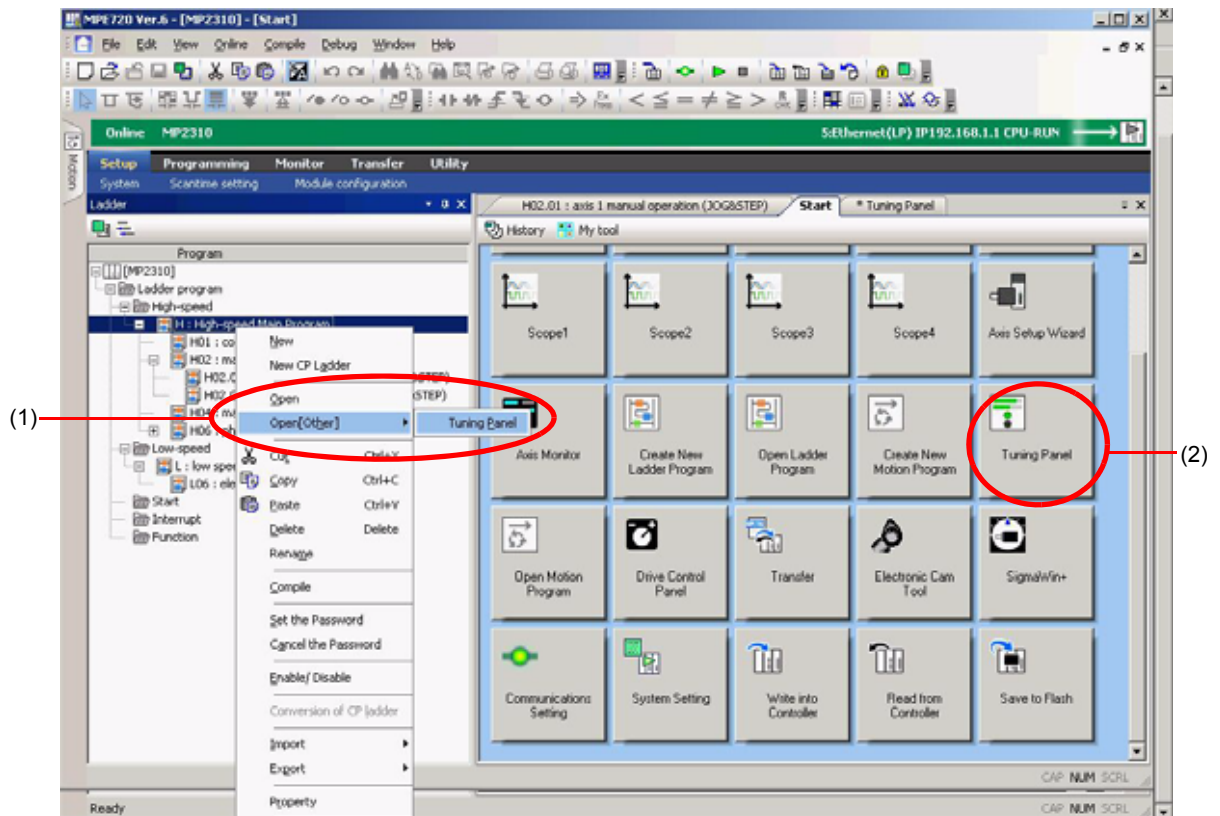 MPE720 Ver.6 - [MP2310] - [Start]
File Edit View Online Compile Debug Window Help
Online MP2310 5:Ethernet(LP) IP192.168.1.1 CPU-RUN
Setup Programming Monitor Transfer Utility
System Scantime setting Module configuration
Motion
Ladder
Program
[MP2310]
Ladder program
High-speed
H : High-speed Main Program
H01 : co
H02 : ma
H02.0
H02.0
H04 : ma
H06 : ph
Low-speed
L : low spee
L06 : ele
Start
Interrupt
Function
&STEP)
(STEP)
New
New CP Ladder
Open
Open[Other]
Tuning Panel
Cut Ctrl+X
Copy Ctrl+C
Paste Ctrl+V
Delete Delete
Rename
Compile
Set the Password
Cancel the Password
Enable/ Disable
Conversion of CP ladder
Import
Export
Property
(1)
H02.01 : axis 1 manual operation (JOG&STEP) Start * Tuning Panel
History My tool
Scope1
Scope2
Scope3
Scope4
Axis Setup Wizard
Axis Monitor
Create New
Ladder Program
Open Ladder
Program
Create New
Motion Program
Tuning Panel
(2)
Open Motion
Program
Drive Control
Panel
Transfer
Electronic Cam
Tool
SigmaWin+
Communications
Setting
System Setting
Write into
Controller
Read from
Controller
Save to Flash
CAP NUM SCRL
Ready
CAP NUM SCRL